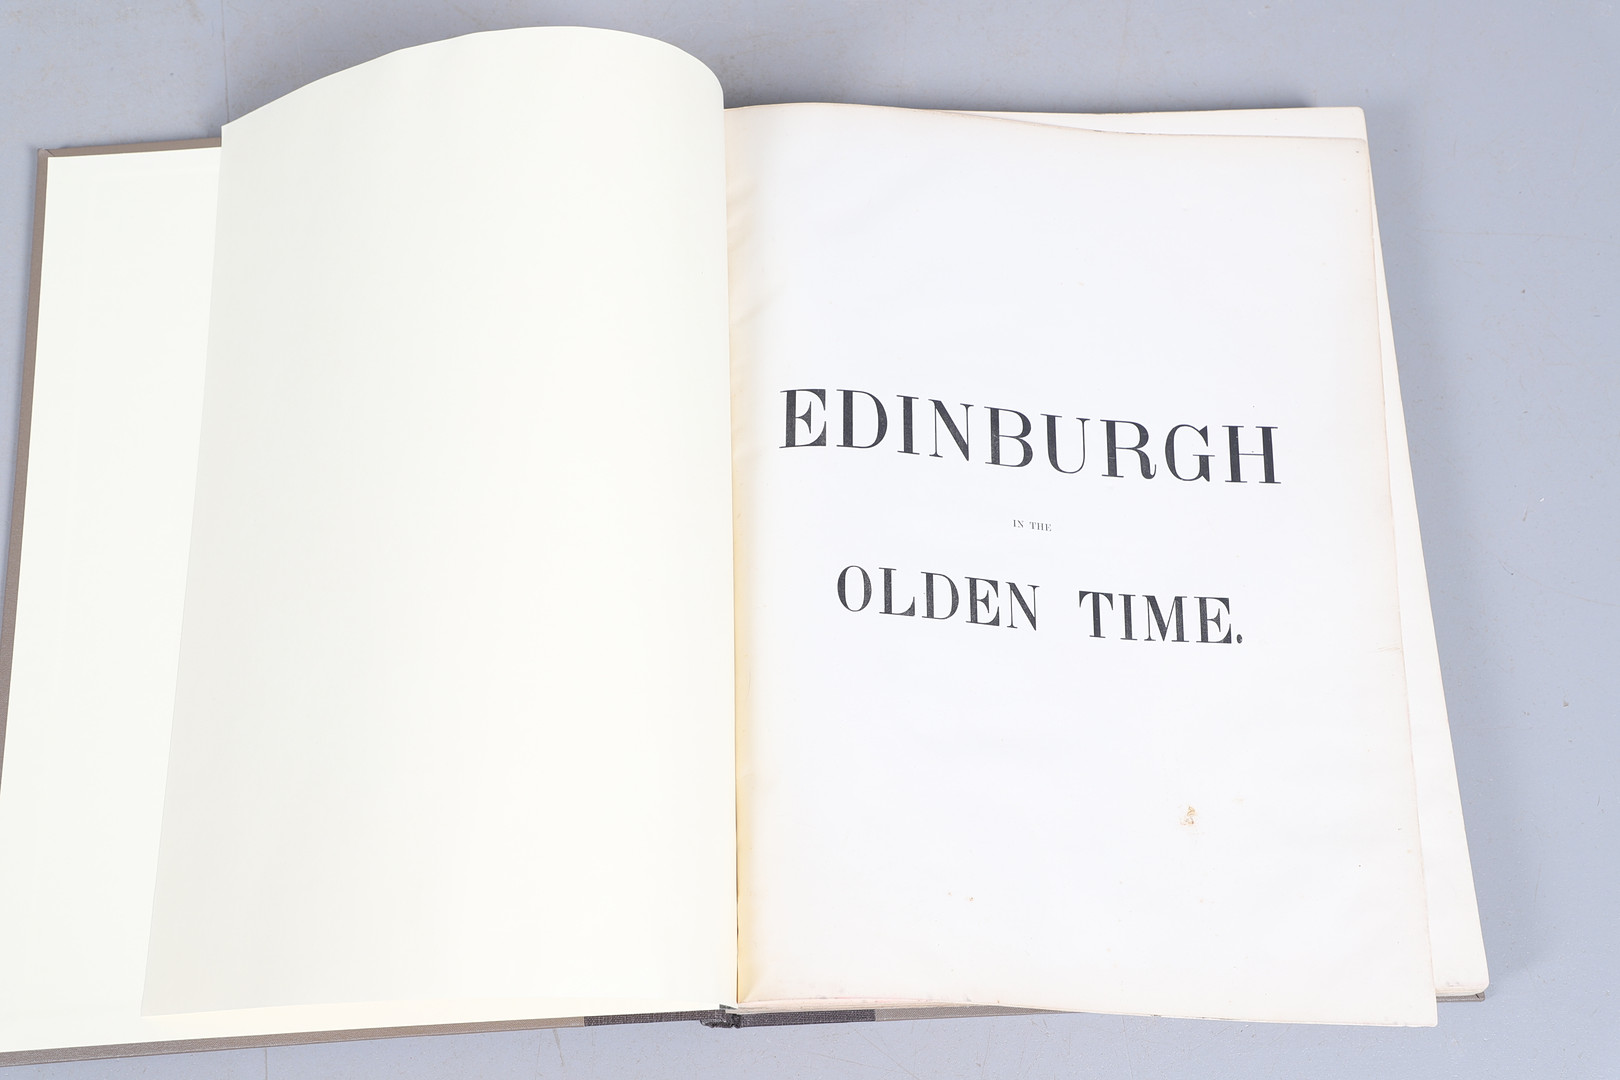 EDINBURGH
IN THE
OLDEN TIME.